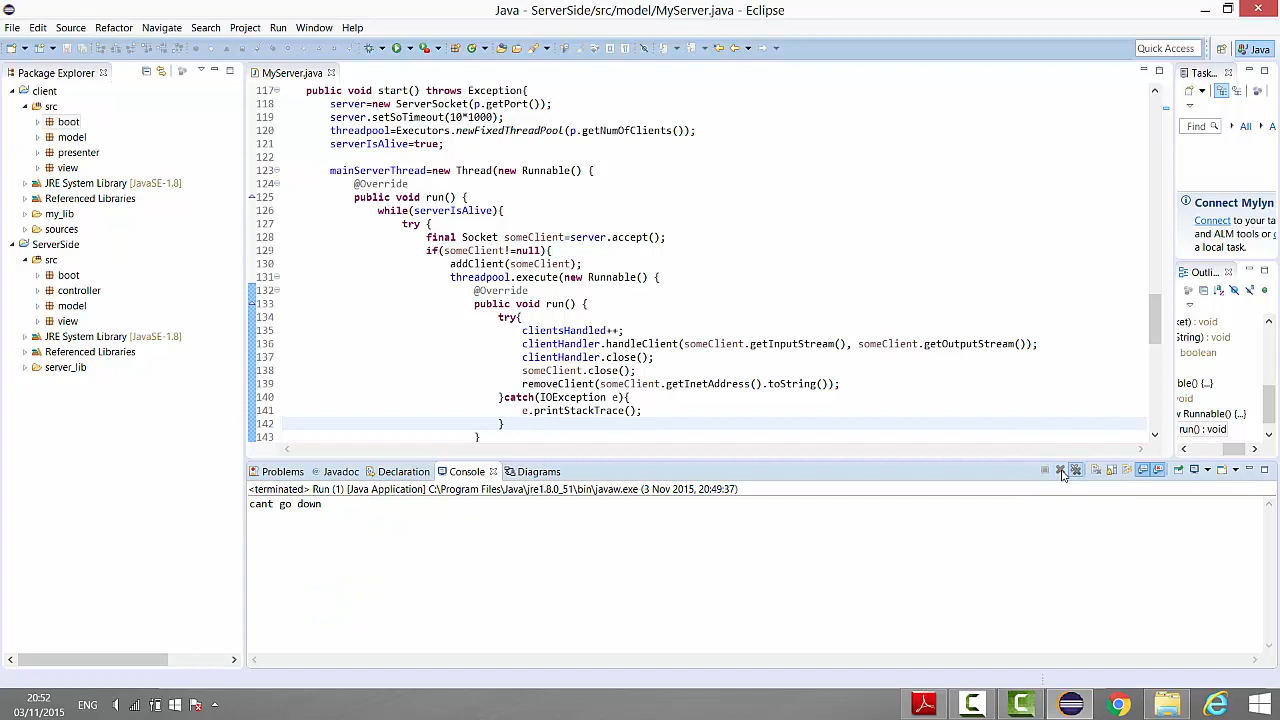 Java - ServerSide/src/model/MyServer.java - Eclipse
File Edit Source Refactor Navigate Search Project Run Window Help
Quick Access
Java
Package Explorer
client
src
boot
model
presenter
view
JRE System Library [JavaSE-1.8]
Referenced Libraries
my_lib
sources
ServerSide
src
boot
controller
model
view
JRE System Library [JavaSE-1.8]
Referenced Libraries
server_lib
MyServer.java
117 public void start() throws Exception{
118 server=new ServerSocket(p.getPort());
119 server.setSoTimeout(10*1000);
120 threadpool=Executors.newFixedThreadPool(p.getNumOfClients());
121 serverIsAlive=true;
122
123 mainServerThread=new Thread(new Runnable() {
124 @Override
125 public void run() {
126 while(serverIsAlive){
127 try {
128 final Socket someClient=server.accept();
129 if(someClient!=null){
130 addClient(someClient);
131 threadpool.execute(new Runnable() {
132 @Override
133 public void run() {
134 try{
135 clientsHandled++;
136 clientHandler.handleClient(someClient.getInputStream(), someClient.getOutputStream());
137 clientHandler.close();
138 someClient.close();
139 removeClient(someClient.getInetAddress().toString());
140 }catch(IOException e){
141 e.printStackTrace();
142 }
143 }
Task...
Find
All
A
Connect Mylyn
Connect to your ta
and ALM tools or
a local task.
Outli...
ket) : void
String) : void
boolean
ble() {...}
void
w Runnable() {...}
run() : void
Problems Javadoc Declaration Console Diagrams
<terminated> Run (1) [Java Application] C:\Program Files\Java\jre1.8.0_51\bin\javaw.exe (3 Nov 2015, 20:49:37)
cant go down
20:52
03/11/2015
ENG